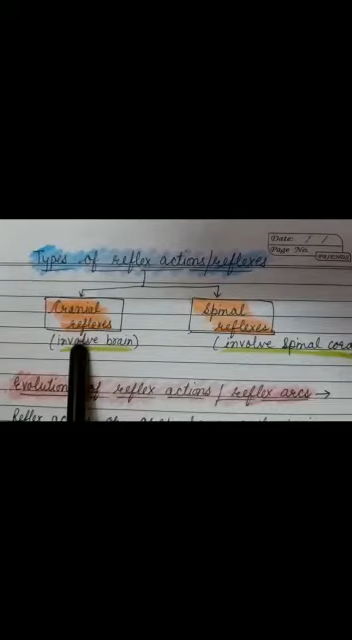 Date: / /
Page No.
Types of reflex actions/reflexes
Cranial reflexes
Spinal reflexes
(involve brain)
(involve spinal cord
Evolution of reflex actions / reflex arcs →
Reflex